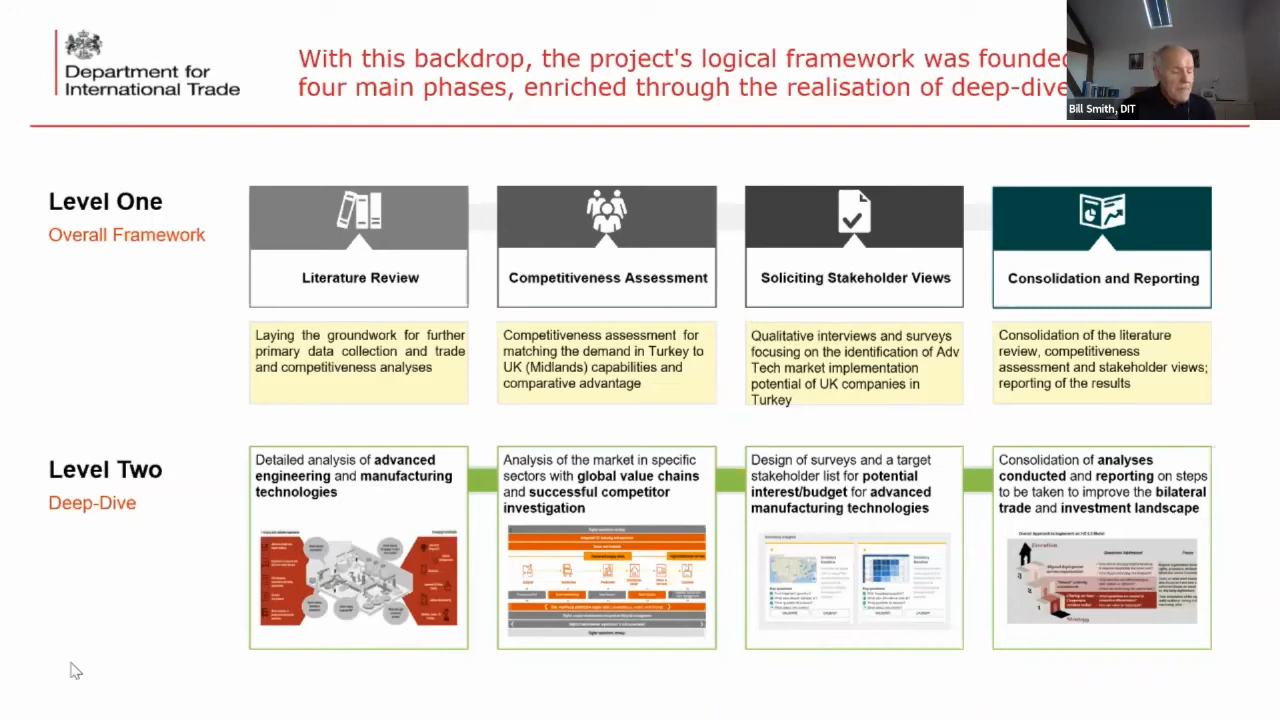 Department for
International Trade
With this backdrop, the project's logical framework was founded
four main phases, enriched through the realisation of deep-dive
Bill Smith, DIT
Level One
Overall Framework
Literature Review
Competitiveness Assessment
Soliciting Stakeholder Views
Consolidation and Reporting
Laying the groundwork for further
primary data collection and trade
and competitiveness analyses
Competitiveness assessment for
matching the demand in Turkey to
UK (Midlands) capabilities and
comparative advantage
Qualitative interviews and surveys
focusing on the identification of Adv
Tech market implementation
potential of UK companies in
Turkey
Consolidation of the literature
review, competitiveness
assessment and stakeholder views;
reporting of the results
Level Two
Deep-Dive
Detailed analysis of advanced
engineering and manufacturing
technologies
Analysis of the market in specific
sectors with global value chains
and successful competitor
investigation
Design of surveys and a target
stakeholder list for potential
interest/budget for advanced
manufacturing technologies
Consolidation of analyses
conducted and reporting on steps
to be taken to improve the bilateral
trade and investment landscape